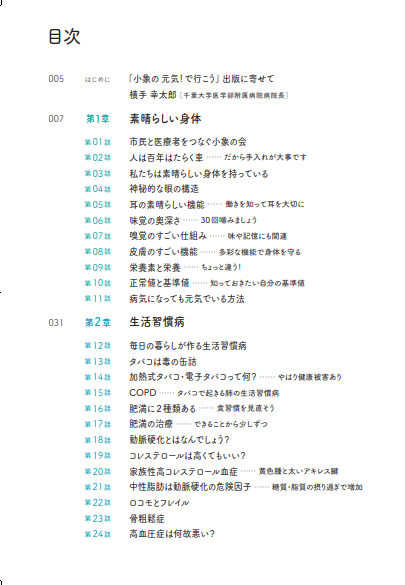 目次
005 はじめに 「小象の 元気！で行こう」出版に寄せて
横手 幸太郎［千葉大学医学部附属病院病院長］
007 第1章 素晴らしい身体
第01話 市民と医療者をつなぐ小象の会
第02話 人は百年はたらく車 …… だから手入れが大事です
第03話 私たちは素晴らしい身体を持っている
第04話 神秘的な眼の構造
第05話 耳の素晴らしい機能 …… 働きを知って耳を大切に
第06話 味覚の奥深さ …… 30回噛みましょう
第07話 嗅覚のすごい仕組み …… 味や記憶にも関連
第08話 皮膚のすごい機能 …… 多彩な機能で身体を守る
第09話 栄養素と栄養 …… ちょっと違う！
第10話 正常値と基準値 …… 知っておきたい自分の基準値
第11話 病気になっても元気でいる方法
031 第2章 生活習慣病
第12話 毎日の暮らしが作る生活習慣病
第13話 タバコは毒の缶詰
第14話 加熱式タバコ・電子タバコって何？ …… やはり健康被害あり
第15話 COPD …… タバコで起きる肺の生活習慣病
第16話 肥満に2種類ある …… 食習慣を見直そう
第17話 肥満の治療 …… できることから少しずつ
第18話 動脈硬化とはなんでしょう？
第19話 コレステロールは高くてもいい？
第20話 家族性高コレステロール血症 …… 黄色腫と太いアキレス腱
第21話 中性脂肪は動脈硬化の危険因子 …… 糖質・脂質の摂り過ぎで増加
第22話 ロコモとフレイル
第23話 骨粗鬆症
第24話 高血圧症は何故悪い？